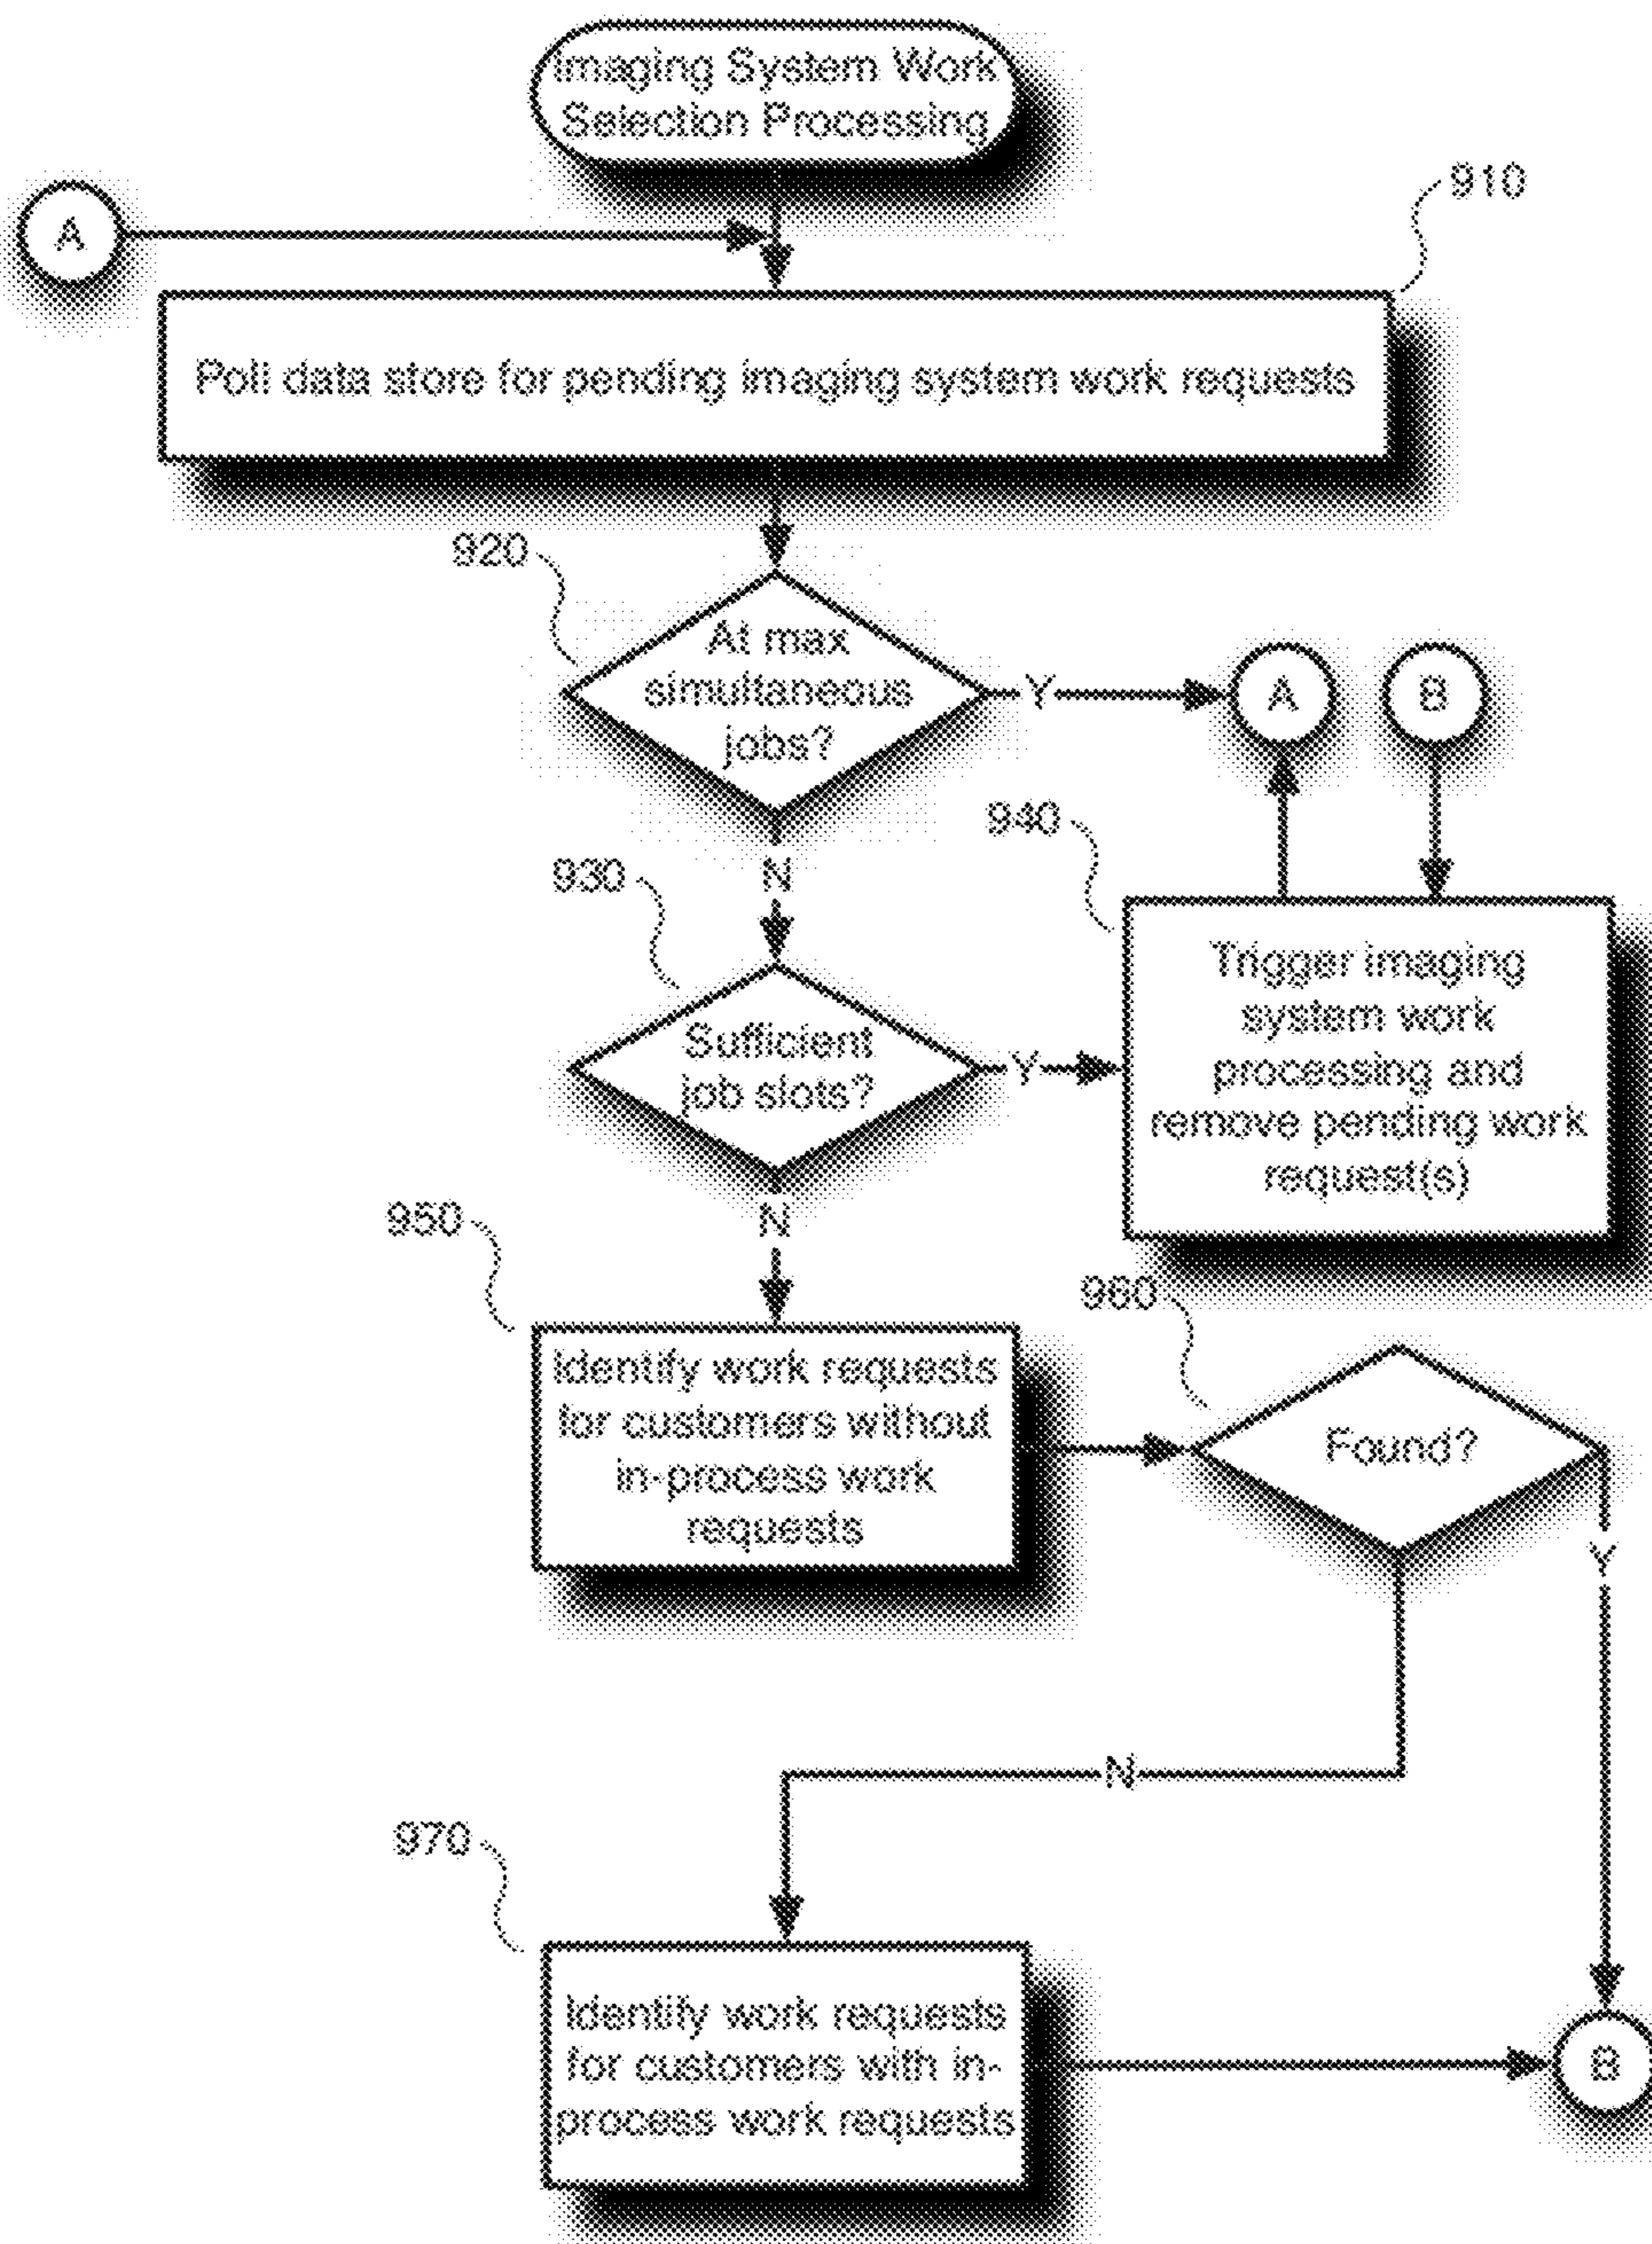 Imaging System Work
Selection Processing
A
910
Poll data store for pending imaging system work requests
920
At max
simultaneous
jobs?
Y
A
B
N
930
Sufficient
job slots?
Y
940
Trigger imaging
system work
processing and
remove pending work
request(s)
N
950
Identify work requests
for customers without
in-process work
requests
960
Found?
Y
N
970
Identify work requests
for customers with in-
process work requests
B